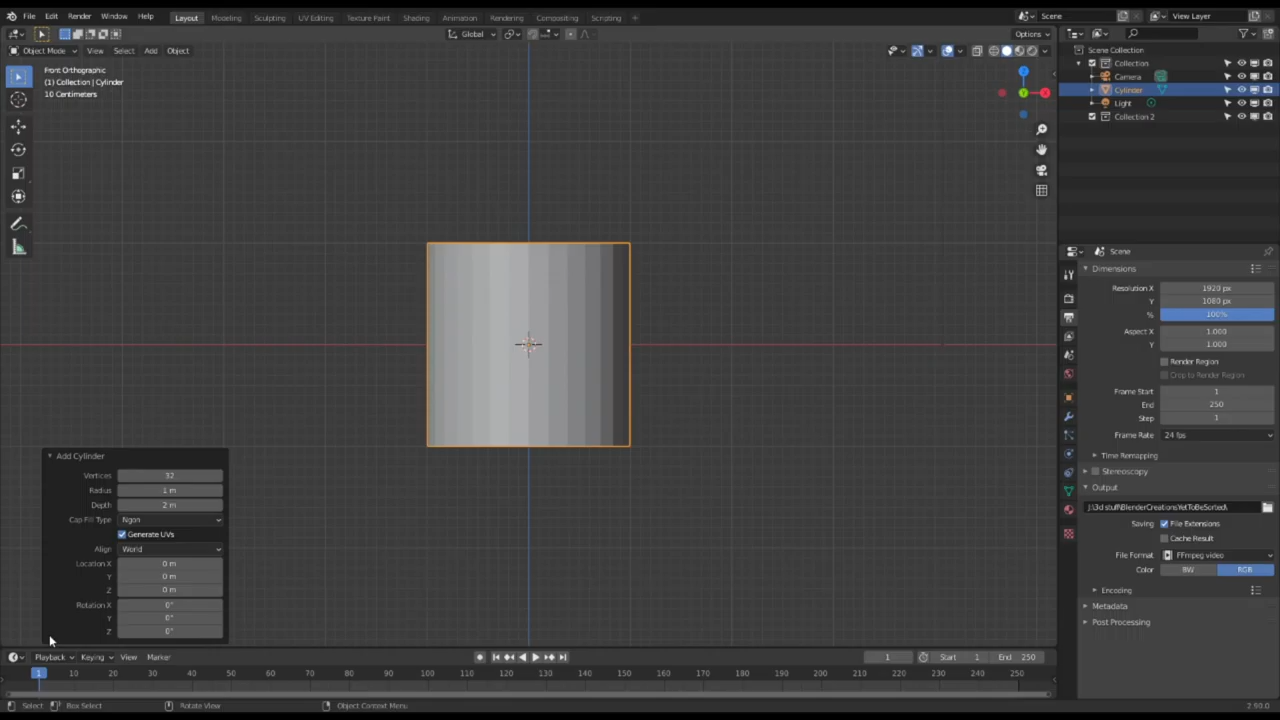 File Edit Render Window Help Layout Modeling Sculpting UV Editing Texture Paint Shading Animation Rendering Compositing Scripting + Scene View Layer
Global Options
Object Mode View Select Add Object
Front Orthographic
(1) Collection | Cylinder
10 Centimeters
Z
Y
X
Scene Collection
Collection
Camera
Cylinder
Light
Collection 2
Scene
Dimensions
Resolution X 1920 px
Y 1080 px
% 100%
Aspect X 1.000
Y 1.000
Render Region
Crop to Render Region
Frame Start 1
End 250
Step 1
Frame Rate 24 fps
Time Remapping
Stereoscopy
Output
J:\3d stuff\BlenderCreationsYetToBeSorted\
Saving File Extensions
Cache Result
File Format FFmpeg video
Color BW RGB
Encoding
Metadata
Post Processing
Add Cylinder
Vertices 32
Radius 1 m
Depth 2 m
Cap Fill Type Ngon
Generate UVs
Align World
Location X 0 m
Y 0 m
Z 0 m
Rotation X 0°
Y 0°
Z 0°
Playback Keying View Marker 1 Start 1 End 250
1 10 20 30 40 50 60 70 80 90 100 110 120 130 140 150 160 170 180 190 200 210 220 230 240 250
Select Box Select Rotate View Object Context Menu 2.90.0